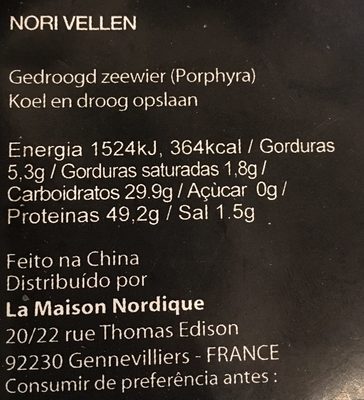 NORI VELLEN
Gedroogd zeewier (Porphyra)
Koel en droog opslaan
Energia 1524kJ, 364kcal / Gorduras
5,3g / Gorduras saturadas 1,8g /
Carboidratos 29.9g / Açùcar 0g /
Proteinas 49,2g / Sal 1.5g
Feito na China
Distribuído por
La Maison Nordique
20/22 rue Thomas Edison
92230 Gennevilliers - FRANCE
Consumir de preferência antes :